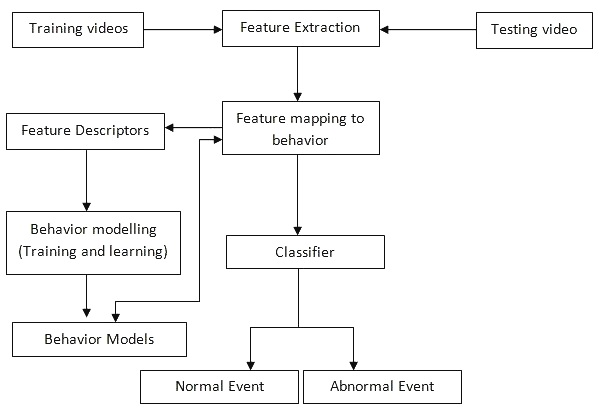 Training videos
Feature Extraction
Testing video
Feature mapping to
behavior
Feature Descriptors
Behavior modelling
(Training and learning)
Classifier
Behavior Models
Normal Event
Abnormal Event